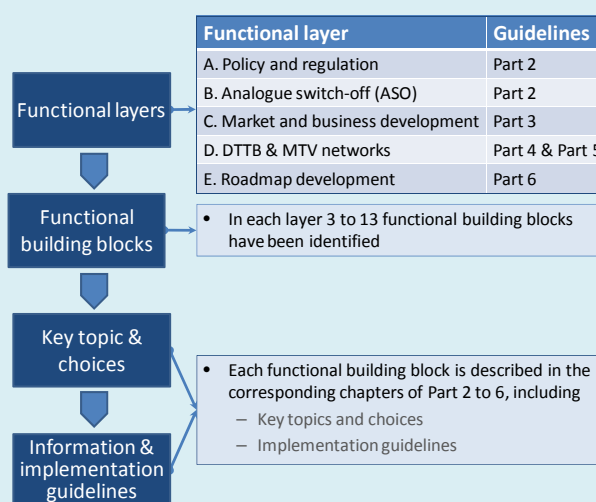 Functional layer Guidelines
A. Policy and regulation Part 2
B. Analogue switch-off (ASO) Part 2
C. Market and business development Part 3
D. DTTB & MTV networks Part 4 & Part 5
E. Roadmap development Part 6
Functional layers
Functional
building blocks
• In each layer 3 to 13 functional building blocks
have been identified
Key topic &
choices
Information &
implementation
guidelines
• Each functional building block is described in the
corresponding chapters of Part 2 to 6, including
– Key topics and choices
– Implementation guidelines